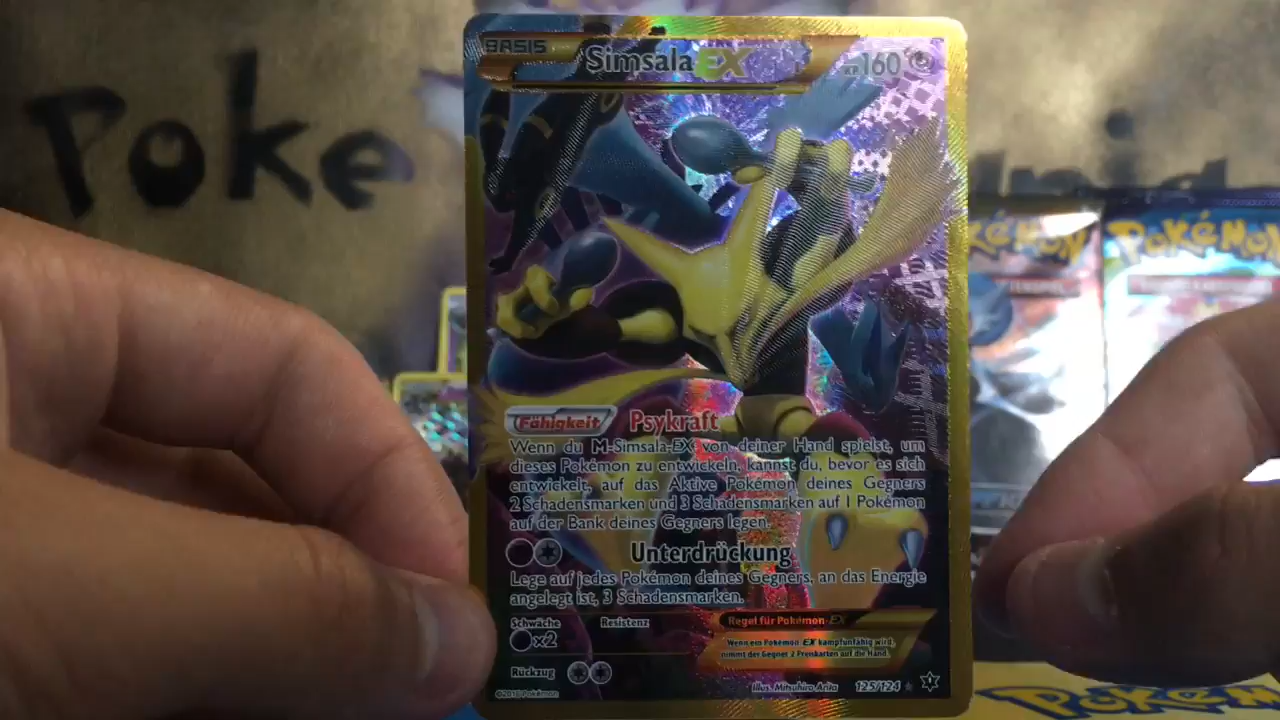 Poke
BASIS
Simsala EX
KP160
POKÉMON
POKÉMON
Fähigkeit Psykraft
Wenn du M-Simsala-EX von deiner Hand spielst, um
dieses Pokémon zu entwickeln, kannst du, bevor es sich
entwickelt, auf das Aktive Pokémon deines Gegners
2 Schadensmarken und 3 Schadensmarken auf 1 Pokémon
auf der Bank deines Gegners legen.
Unterdrückung
Lege auf jedes Pokémon deines Gegners, an das Energie
angelegt ist, 3 Schadensmarken.
Schwäche Resistenz
x2
Rückzug
Regel für Pokémon-EX
Wenn ein Pokémon-EX kampfunfähig wird,
nimmt der Gegner 2 Preiskarten auf die Hand.
Illus. Mitsuhiro Arita 125/124